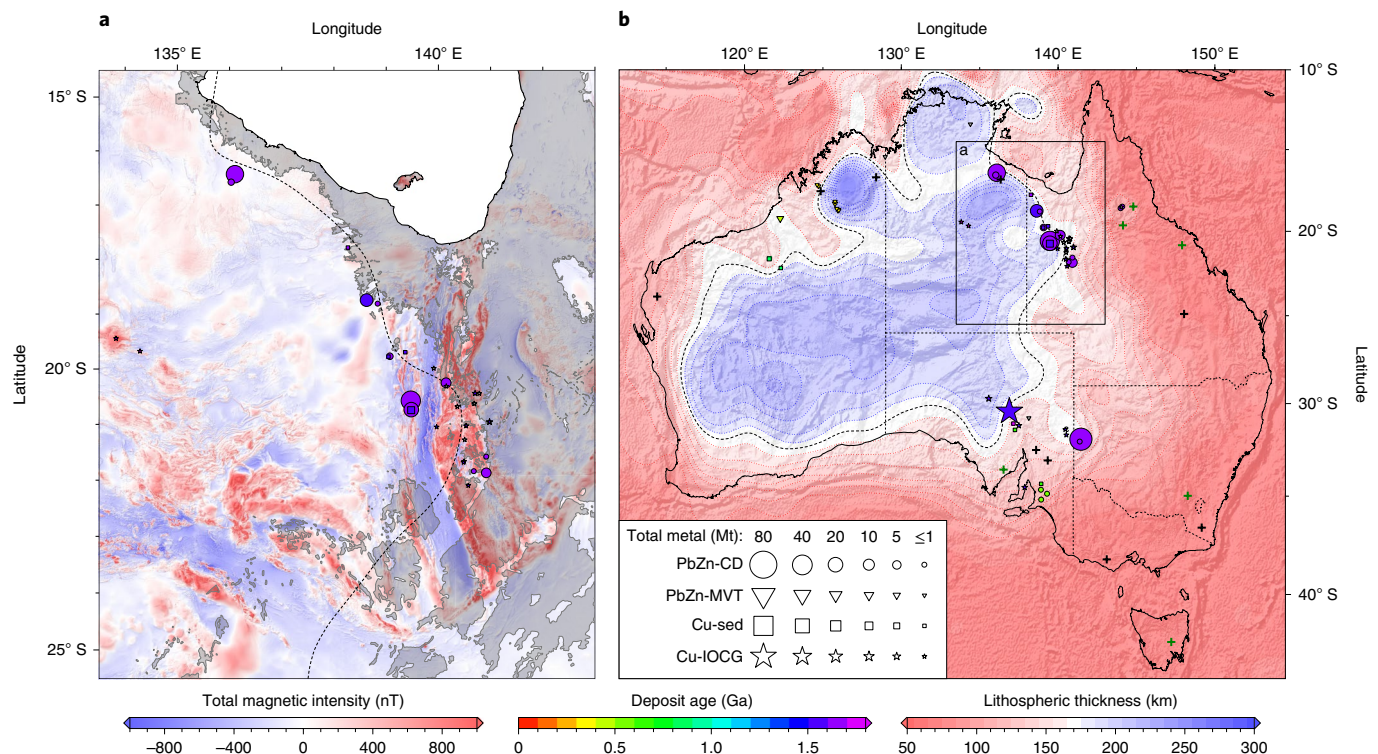 a
Longitude
135° E 140° E
15° S
20° S
25° S
Latitude
Total magnetic intensity (nT)
−800 −400 0 400 800
b
Longitude
120° E 130° E 140° E 150° E
10° S
20° S
30° S
40° S
Latitude
a
Total metal (Mt): 80 40 20 10 5 ≤1
PbZn-CD
PbZn-MVT
Cu-sed
Cu-IOCG
Deposit age (Ga)
0 0.5 1.0 1.5
Lithospheric thickness (km)
50 100 150 200 250 300